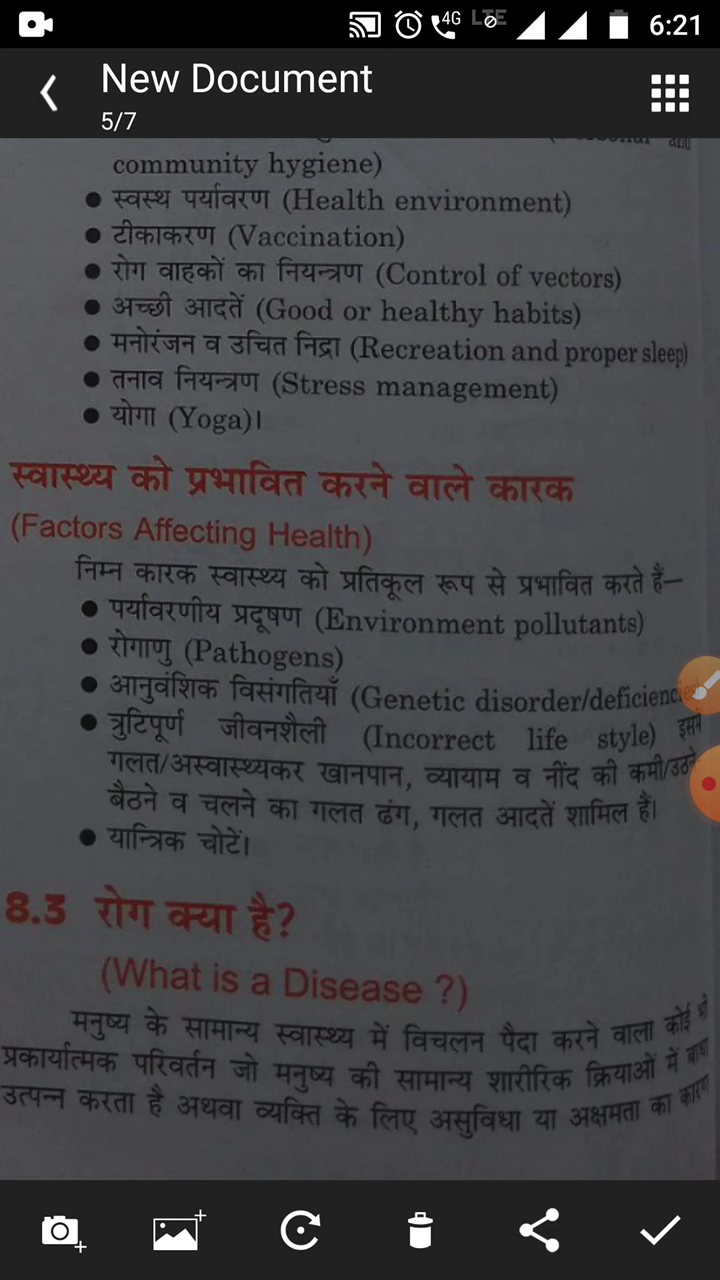 4G LTE 6:21
New Document
5/7
and
community hygiene)
● स्वस्थ पर्यावरण (Health environment)
● टीकाकरण (Vaccination)
● रोग वाहकों का नियन्त्रण (Control of vectors)
● अच्छी आदतें (Good or healthy habits)
● मनोरंजन व उचित निद्रा (Recreation and proper sleep)
● तनाव नियन्त्रण (Stress management)
● योगा (Yoga)।
स्वास्थ्य को प्रभावित करने वाले कारक
(Factors Affecting Health)
निम्न कारक स्वास्थ्य को प्रतिकूल रूप से प्रभावित करते हैं—
● पर्यावरणीय प्रदूषण (Environment pollutants)
● रोगाणु (Pathogens)
● आनुवंशिक विसंगतियाँ (Genetic
● त्रुटिपूर्ण जीवनशैली (Incorrect life style) इसमें
गलत/अस्वास्थ्यकर खानपान, व्यायाम व नींद की कमी/उठने
बैठने व चलने का गलत ढंग, गलत आदतें शामिल हैं।
● यान्त्रिक चोटें।
8.3 रोग क्या है?
(What is a Disease ?)
मनुष्य के सामान्य स्वास्थ्य में विचलन पैदा करने वाला कोई भी
प्रकार्यात्मक परिवर्तन जो मनुष्य की सामान्य शारीरिक क्रियाओं में बाधा
उत्पन्न करता है अथवा व्यक्ति के लिए असुविधा या अक्षमता का कारण